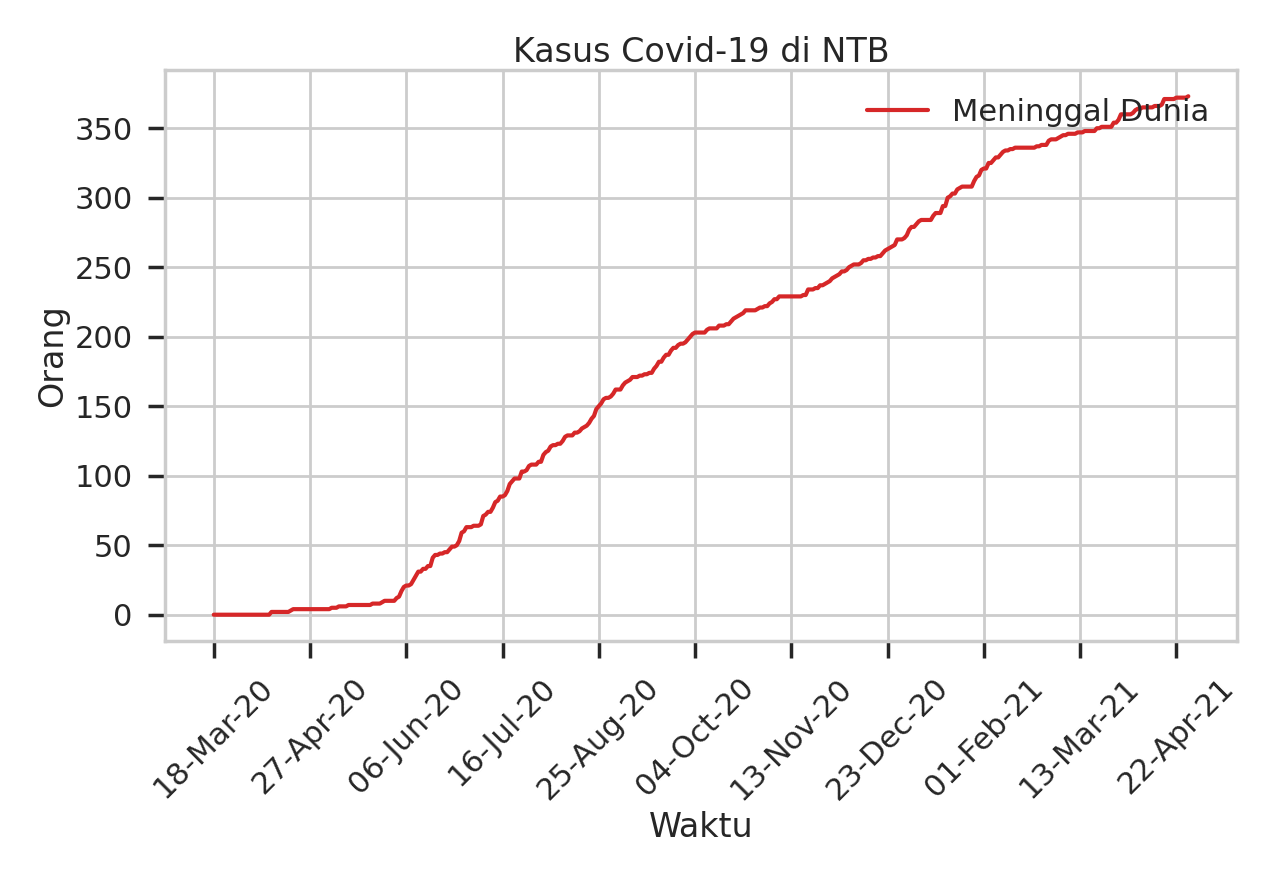 Kasus Covid-19 di NTB
Meninggal Dunia
Orang
350
300
250
200
150
100
50
0
18-Mar-20
27-Apr-20
06-Jun-20
16-Jul-20
25-Aug-20
04-Oct-20
13-Nov-20
23-Dec-20
01-Feb-21
13-Mar-21
22-Apr-21
Waktu